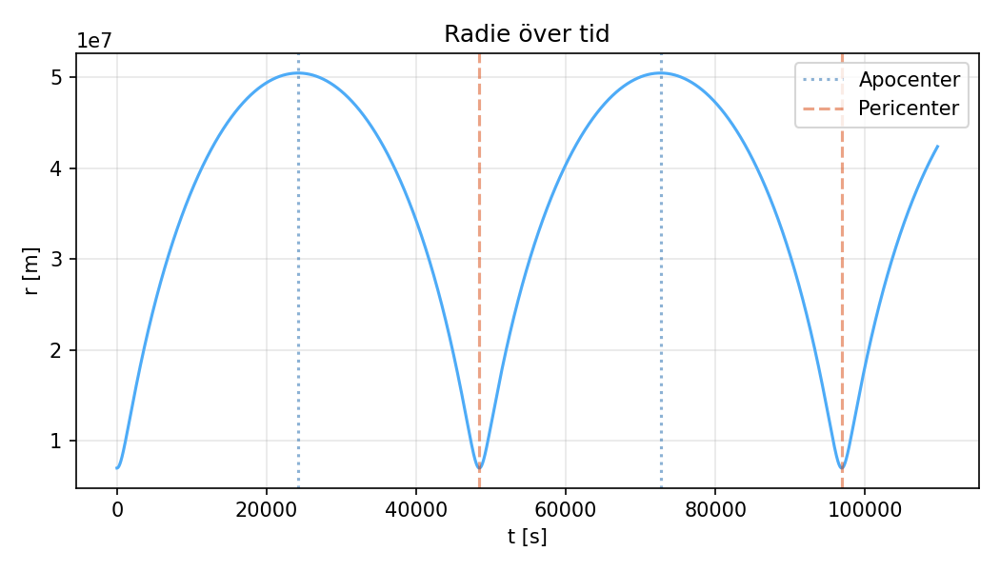 Radie över tid
1e7
5
4
3
2
1
r [m]
0
20000
40000
60000
80000
100000
t [s]
Apocenter
Pericenter